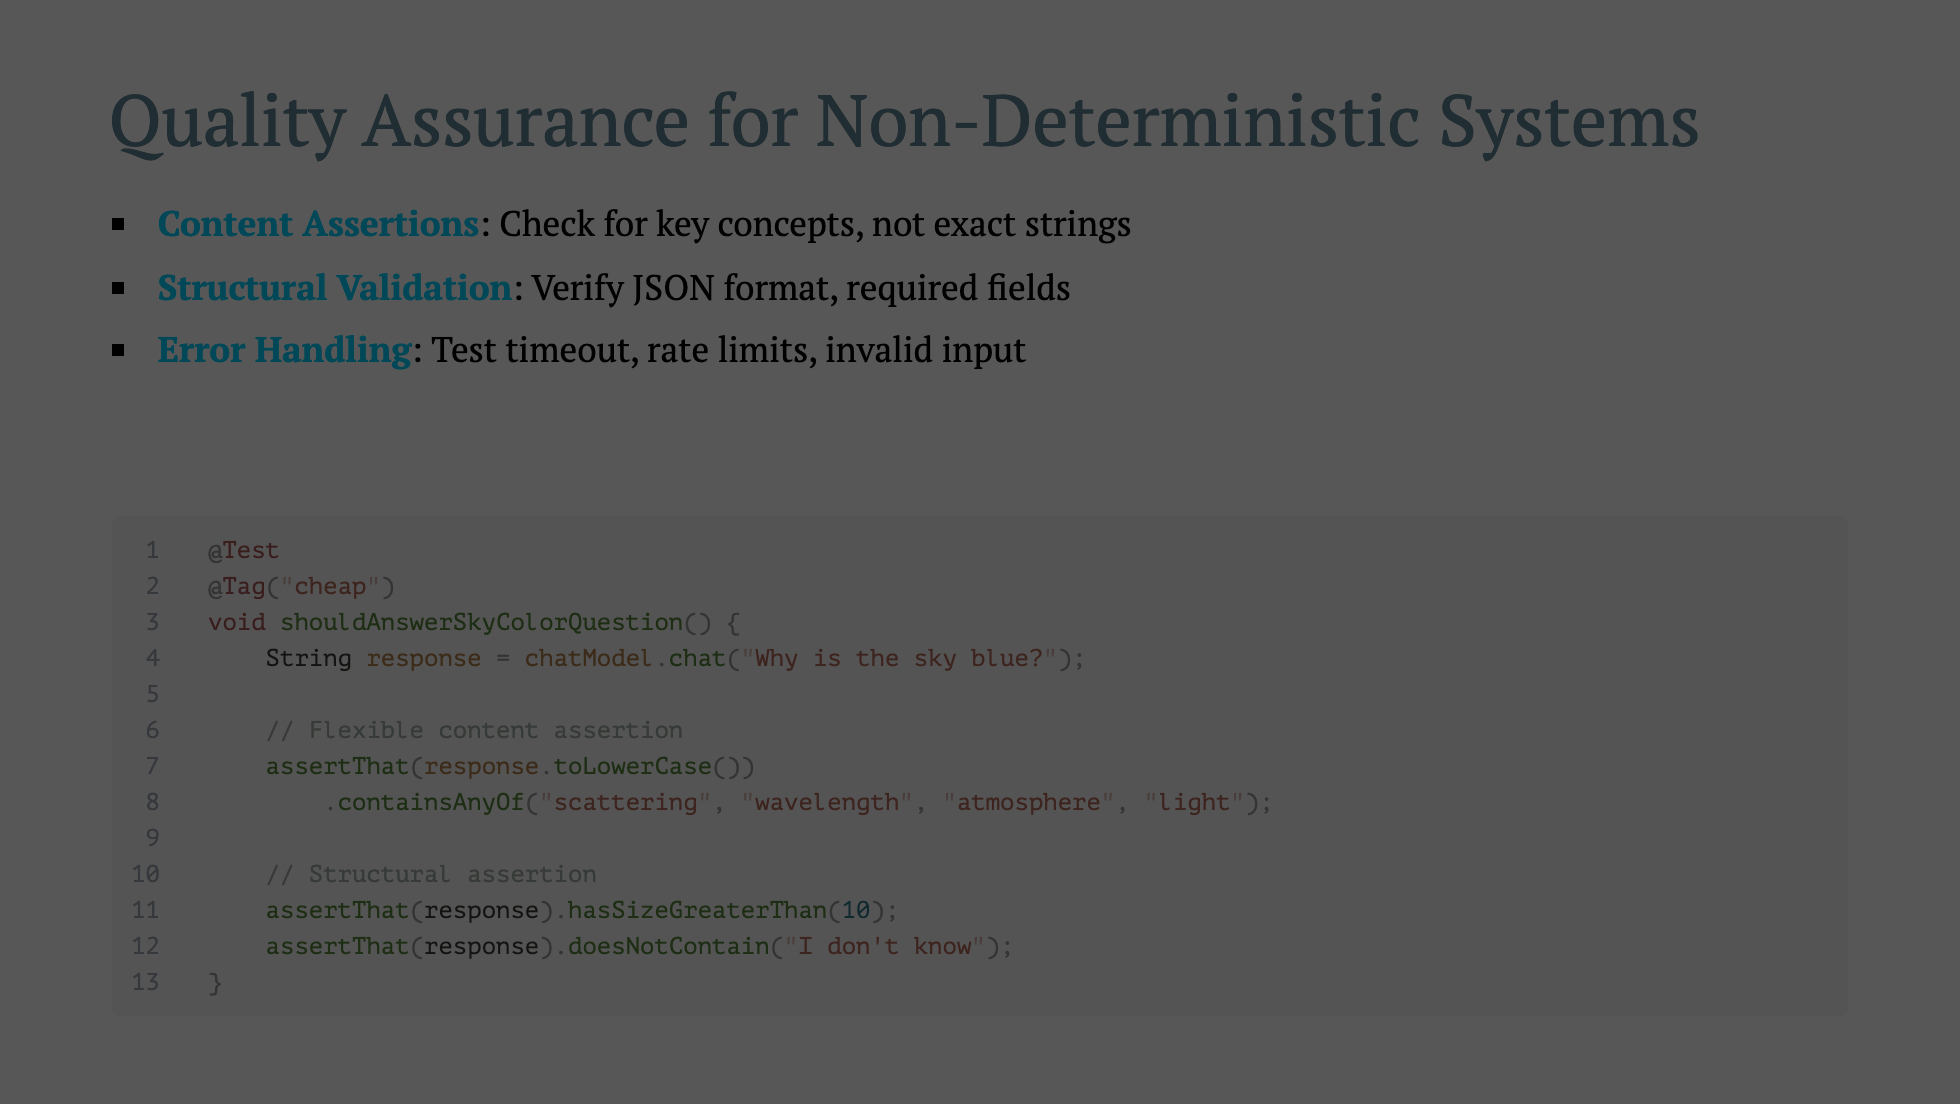 Quality Assurance for Non-Deterministic Systems
▪ Content Assertions: Check for key concepts, not exact strings
▪ Structural Validation: Verify JSON format, required fields
▪ Error Handling: Test timeout, rate limits, invalid input
1 @Test
2 @Tag("cheap")
3 void shouldAnswerSkyColorQuestion() {
4     String response = chatModel.chat("Why is the sky blue?");
5
6     // Flexible content assertion
7     assertThat(response.toLowerCase())
8         .containsAnyOf("scattering", "wavelength", "atmosphere", "light");
9
10     // Structural assertion
11     assertThat(response).hasSizeGreaterThan(10);
12     assertThat(response).doesNotContain("I don't know");
13 }